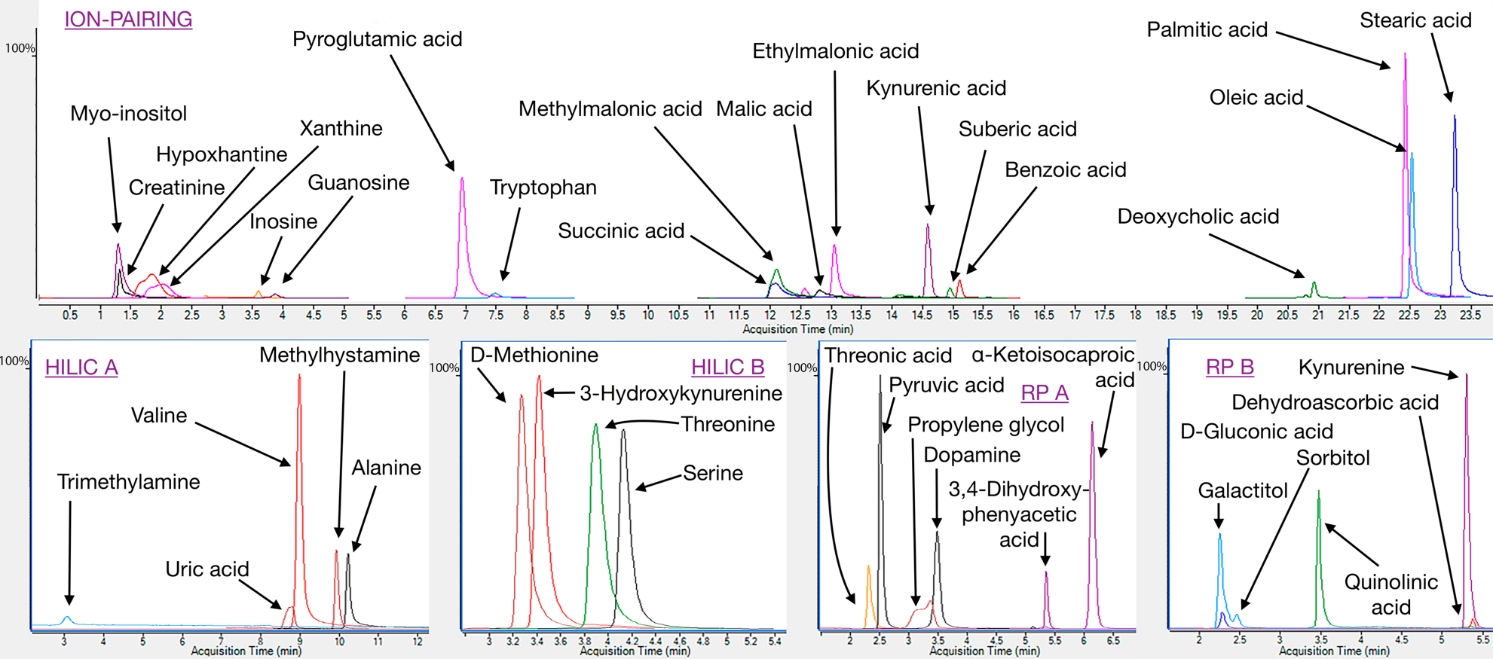 ION-PAIRING
100%
Myo-inositol
Creatinine
Hypoxhantine
Xanthine
Inosine
Guanosine
Pyroglutamic acid
Tryptophan
Methylmalonic acid
Succinic acid
Malic acid
Ethylmalonic acid
Kynurenic acid
Suberic acid
Benzoic acid
Deoxycholic acid
Palmitic acid
Oleic acid
Stearic acid
0.5 1 1.5 2 2.5 3 3.5 4 4.5 5 5.5 6 6.5 7 7.5 8 8.5 9 9.5 10 10.5 11 11.5 12 12.5 13 13.5 14 14.5 15 15.5 16 16.5 17 17.5 18 18.5 19 19.5 20 20.5 21 21.5 22 22.5 23 23.5
Acquisition Time (min)
100%
HILIC A
Trimethylamine
Valine
Uric acid
Methylhystamine
Alanine
3 4 5 6 7 8 9 10 11 12
Acquisition Time (min)
100%
HILIC B
D-Methionine
3-Hydroxykynurenine
Threonine
Serine
3 3.2 3.4 3.6 3.8 4 4.2 4.4 4.6 4.8 5 5.2 5.4
Acquisition Time (min)
100%
RP A
Threonic acid
Pyruvic acid
Propylene glycol
Dopamine
3,4-Dihydroxy-
phenyacetic
acid
α-Ketoisocaproic
acid
2 2.5 3 3.5 4 4.5 5 5.5 6 6.5
Acquisition Time (min)
100%
RP B
Kynurenine
Dehydroascorbic acid
D-Gluconic acid
Sorbitol
Galactitol
Quinolinic
acid
2 2.5 3 3.5 4 4.5 5 5.5
Acquisition Time (min)